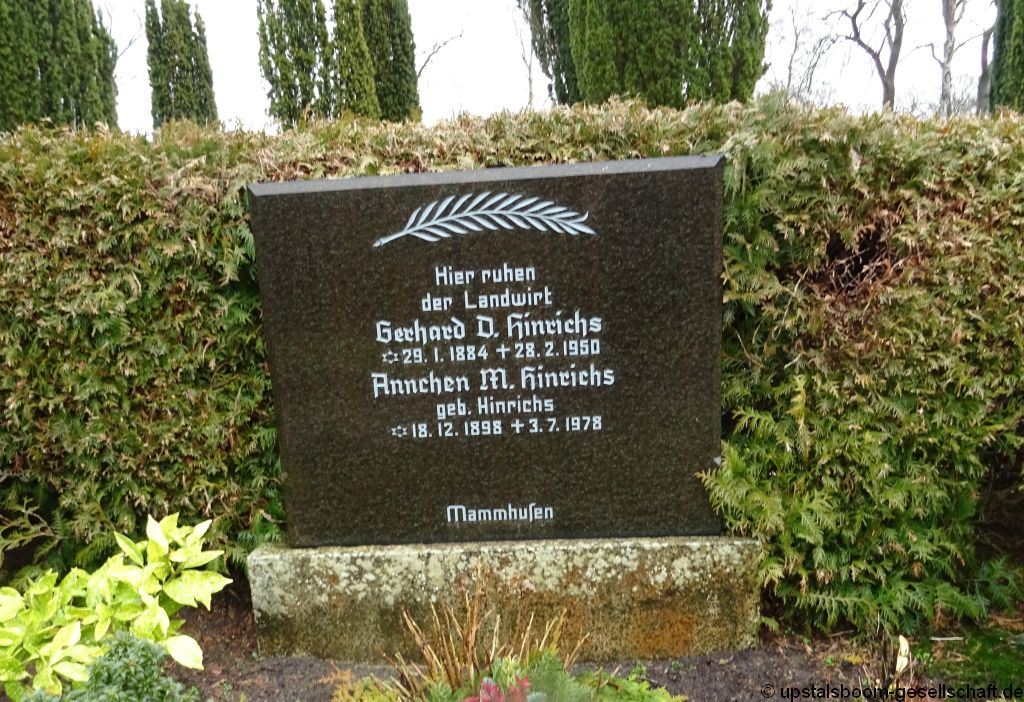 Hier ruhen
der Landwirt
Gerhard D. Hinrichs
✡ 29. 1. 1884 + 28. 2. 1950
Annchen M. Hinrichs
geb. Hinrichs
✡ 18. 12. 1898 + 3. 7. 1978
Mammhuſen
© upstalsboom-gesellschaft.de